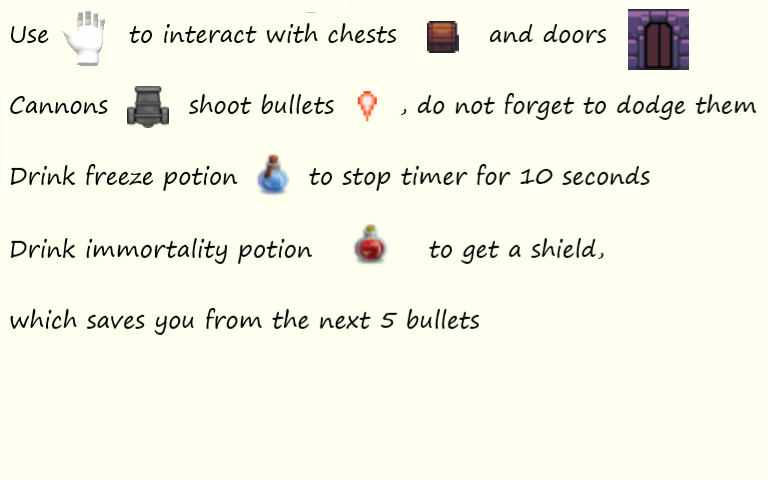 Use to interact with chests and doors
Cannons shoot bullets , do not forget to dodge them
Drink freeze potion to stop timer for 10 seconds
Drink immortality potion to get a shield,
which saves you from the next 5 bullets